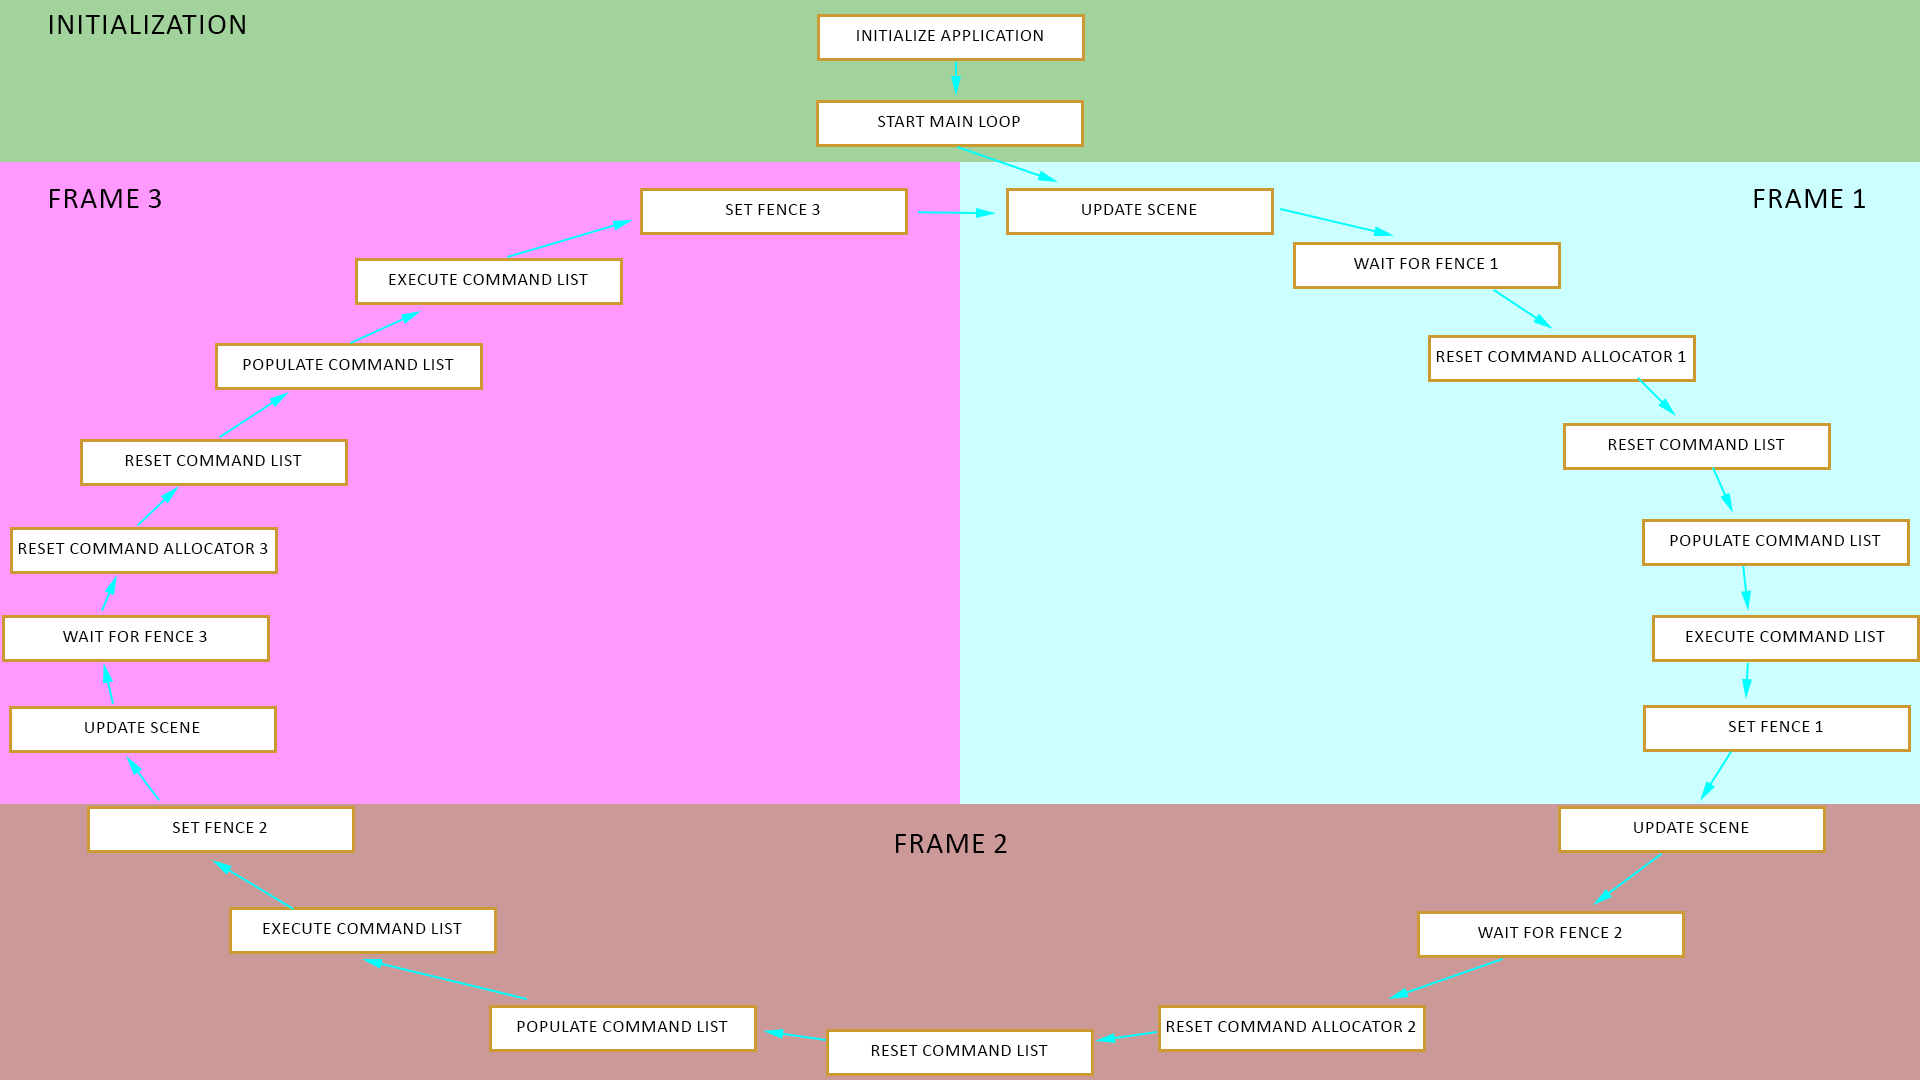 INITIALIZATION
INITIALIZE APPLICATION
START MAIN LOOP
FRAME 1
UPDATE SCENE
WAIT FOR FENCE 1
RESET COMMAND ALLOCATOR 1
RESET COMMAND LIST
POPULATE COMMAND LIST
EXECUTE COMMAND LIST
SET FENCE 1
FRAME 2
UPDATE SCENE
WAIT FOR FENCE 2
RESET COMMAND ALLOCATOR 2
RESET COMMAND LIST
POPULATE COMMAND LIST
EXECUTE COMMAND LIST
SET FENCE 2
FRAME 3
UPDATE SCENE
WAIT FOR FENCE 3
RESET COMMAND ALLOCATOR 3
RESET COMMAND LIST
POPULATE COMMAND LIST
EXECUTE COMMAND LIST
SET FENCE 3